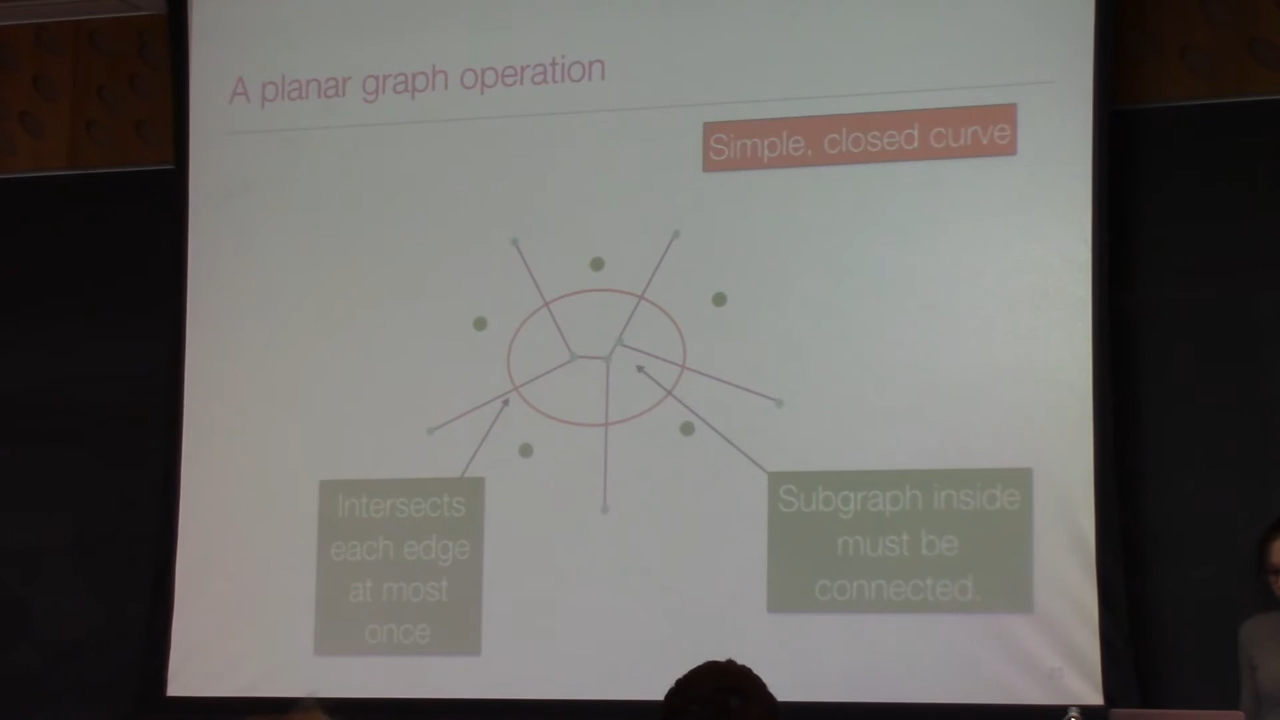 A planar graph operation
Simple, closed curve
Intersects
each edge
at most
once
Subgraph inside
must be
connected.